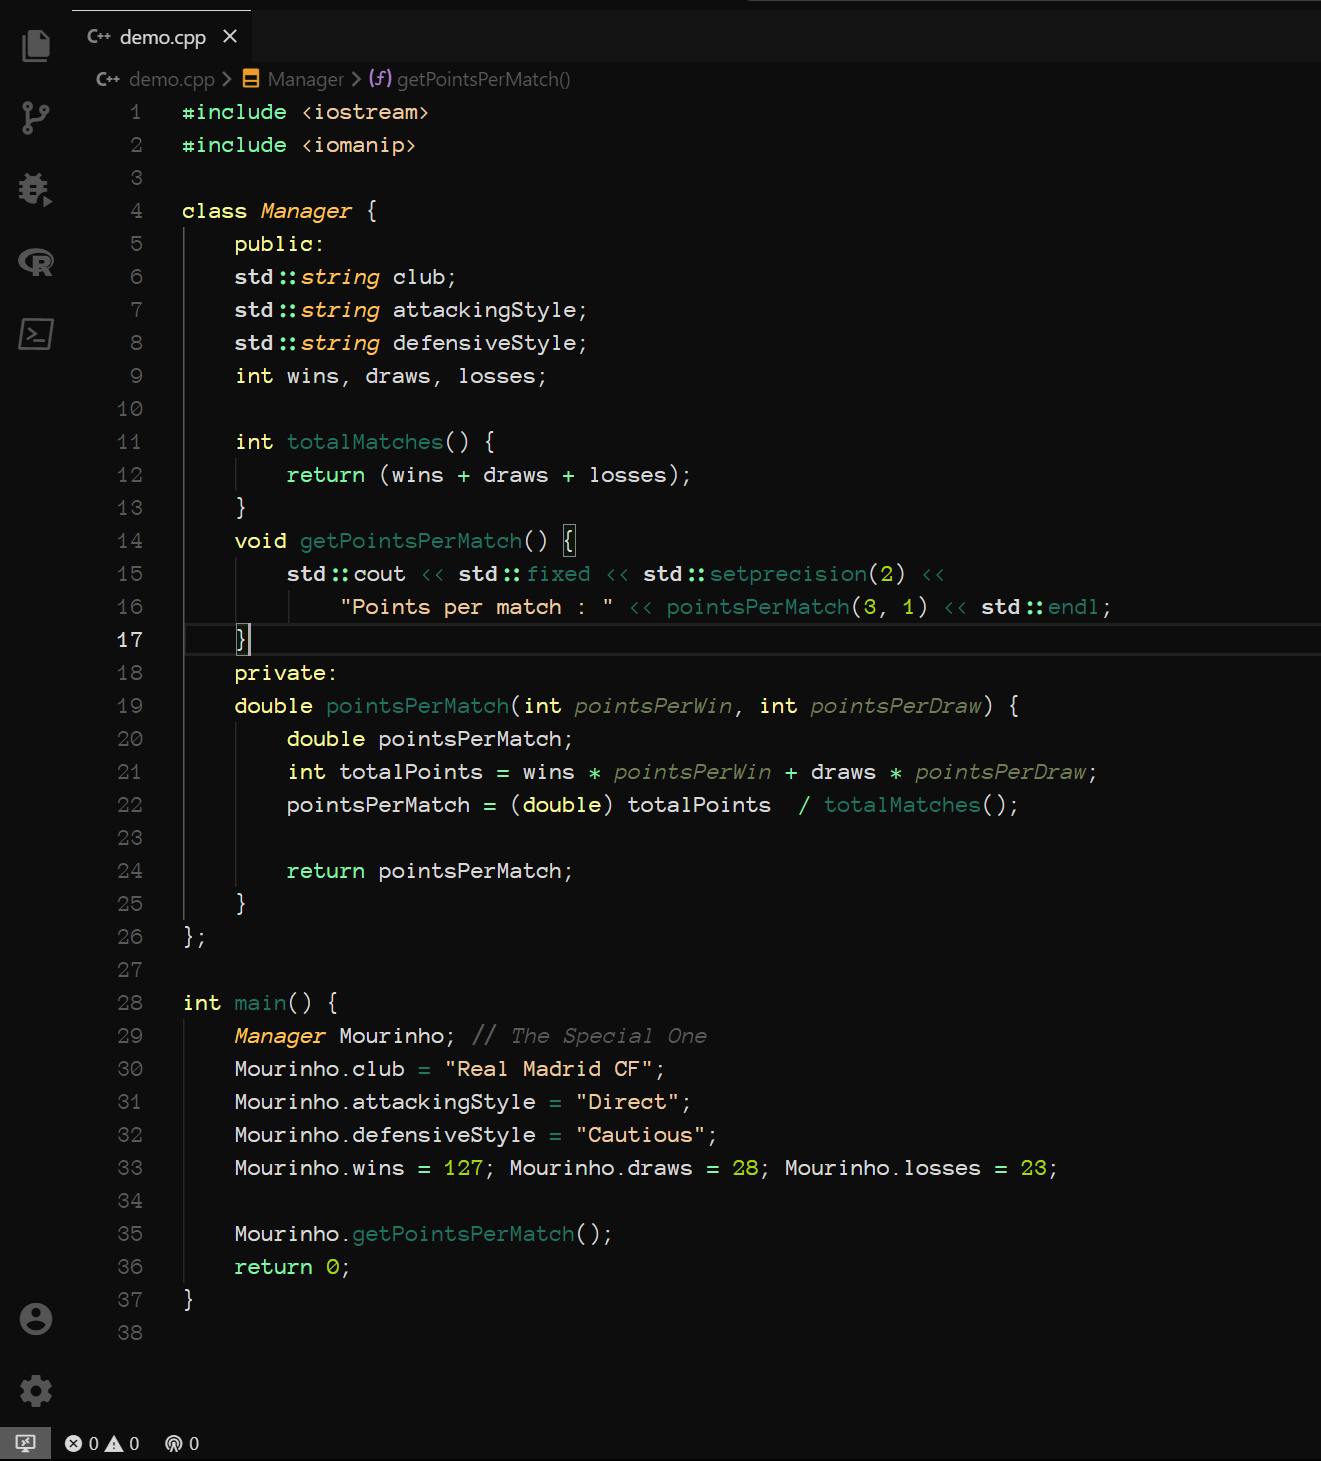 C++ demo.cpp ×
C++ demo.cpp > Manager > (f) getPointsPerMatch()
1 #include <iostream>
2 #include <iomanip>
3
4 class Manager {
5     public:
6     std::string club;
7     std::string attackingStyle;
8     std::string defensiveStyle;
9     int wins, draws, losses;
10
11     int totalMatches() {
12         return (wins + draws + losses);
13     }
14     void getPointsPerMatch() {
15         std::cout << std::fixed << std::setprecision(2) <<
16             "Points per match : " << pointsPerMatch(3, 1) << std::endl;
17     }
18     private:
19     double pointsPerMatch(int pointsPerWin, int pointsPerDraw) {
20         double pointsPerMatch;
21         int totalPoints = wins * pointsPerWin + draws * pointsPerDraw;
22         pointsPerMatch = (double) totalPoints  / totalMatches();
23
24         return pointsPerMatch;
25     }
26 };
27
28 int main() {
29     Manager Mourinho; // The Special One
30     Mourinho.club = "Real Madrid CF";
31     Mourinho.attackingStyle = "Direct";
32     Mourinho.defensiveStyle = "Cautious";
33     Mourinho.wins = 127; Mourinho.draws = 28; Mourinho.losses = 23;
34
35     Mourinho.getPointsPerMatch();
36     return 0;
37 }
38
0 0 0